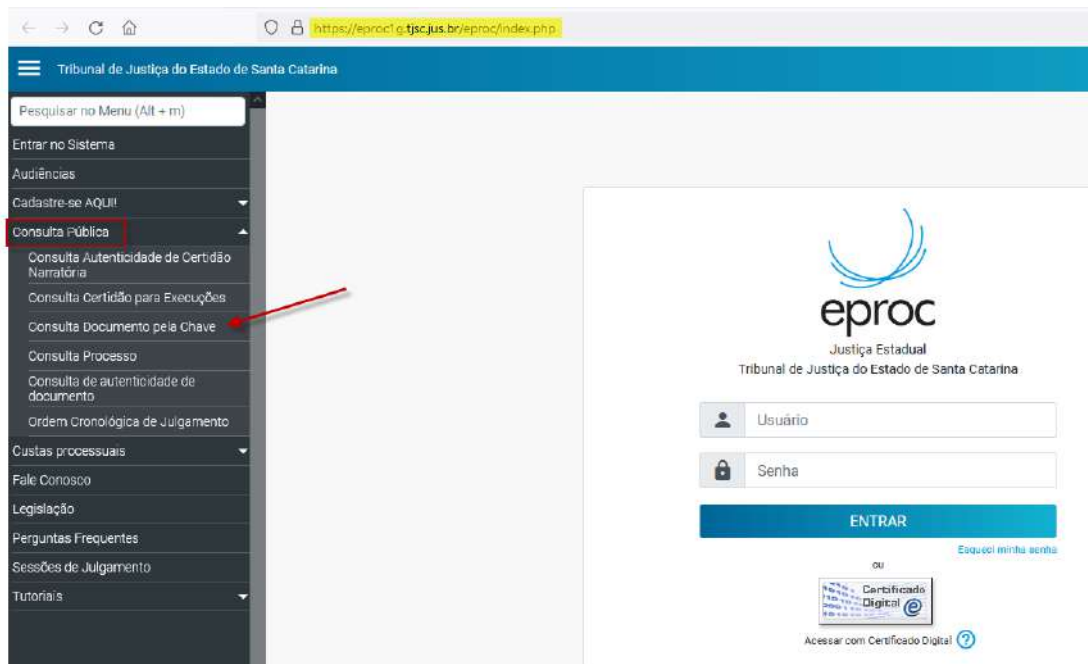 https://eproc1g.tjsc.jus.br/eproc/index.php
Tribunal de Justiça do Estado de Santa Catarina
Pesquisar no Menu (Alt + m)
Entrar no Sistema
Audiências
Cadastre-se AQUI!
Consulta Pública
Consulta Autenticidade de Certidão
Narratória
Consulta Certidão para Execuções
Consulta Documento pela Chave
Consulta Processo
Consulta de autenticidade de
documento
Ordem Cronológica de Julgamento
Custas processuais
Fale Conosco
Legislação
Perguntas Frequentes
Sessões de Julgamento
Tutoriais
eproc
Justiça Estadual
Tribunal de Justiça do Estado de Santa Catarina
Usuário
Senha
ENTRAR
Esqueci minha senha
ou
Certificado
Digital e
Acessar com Certificado Digital ?